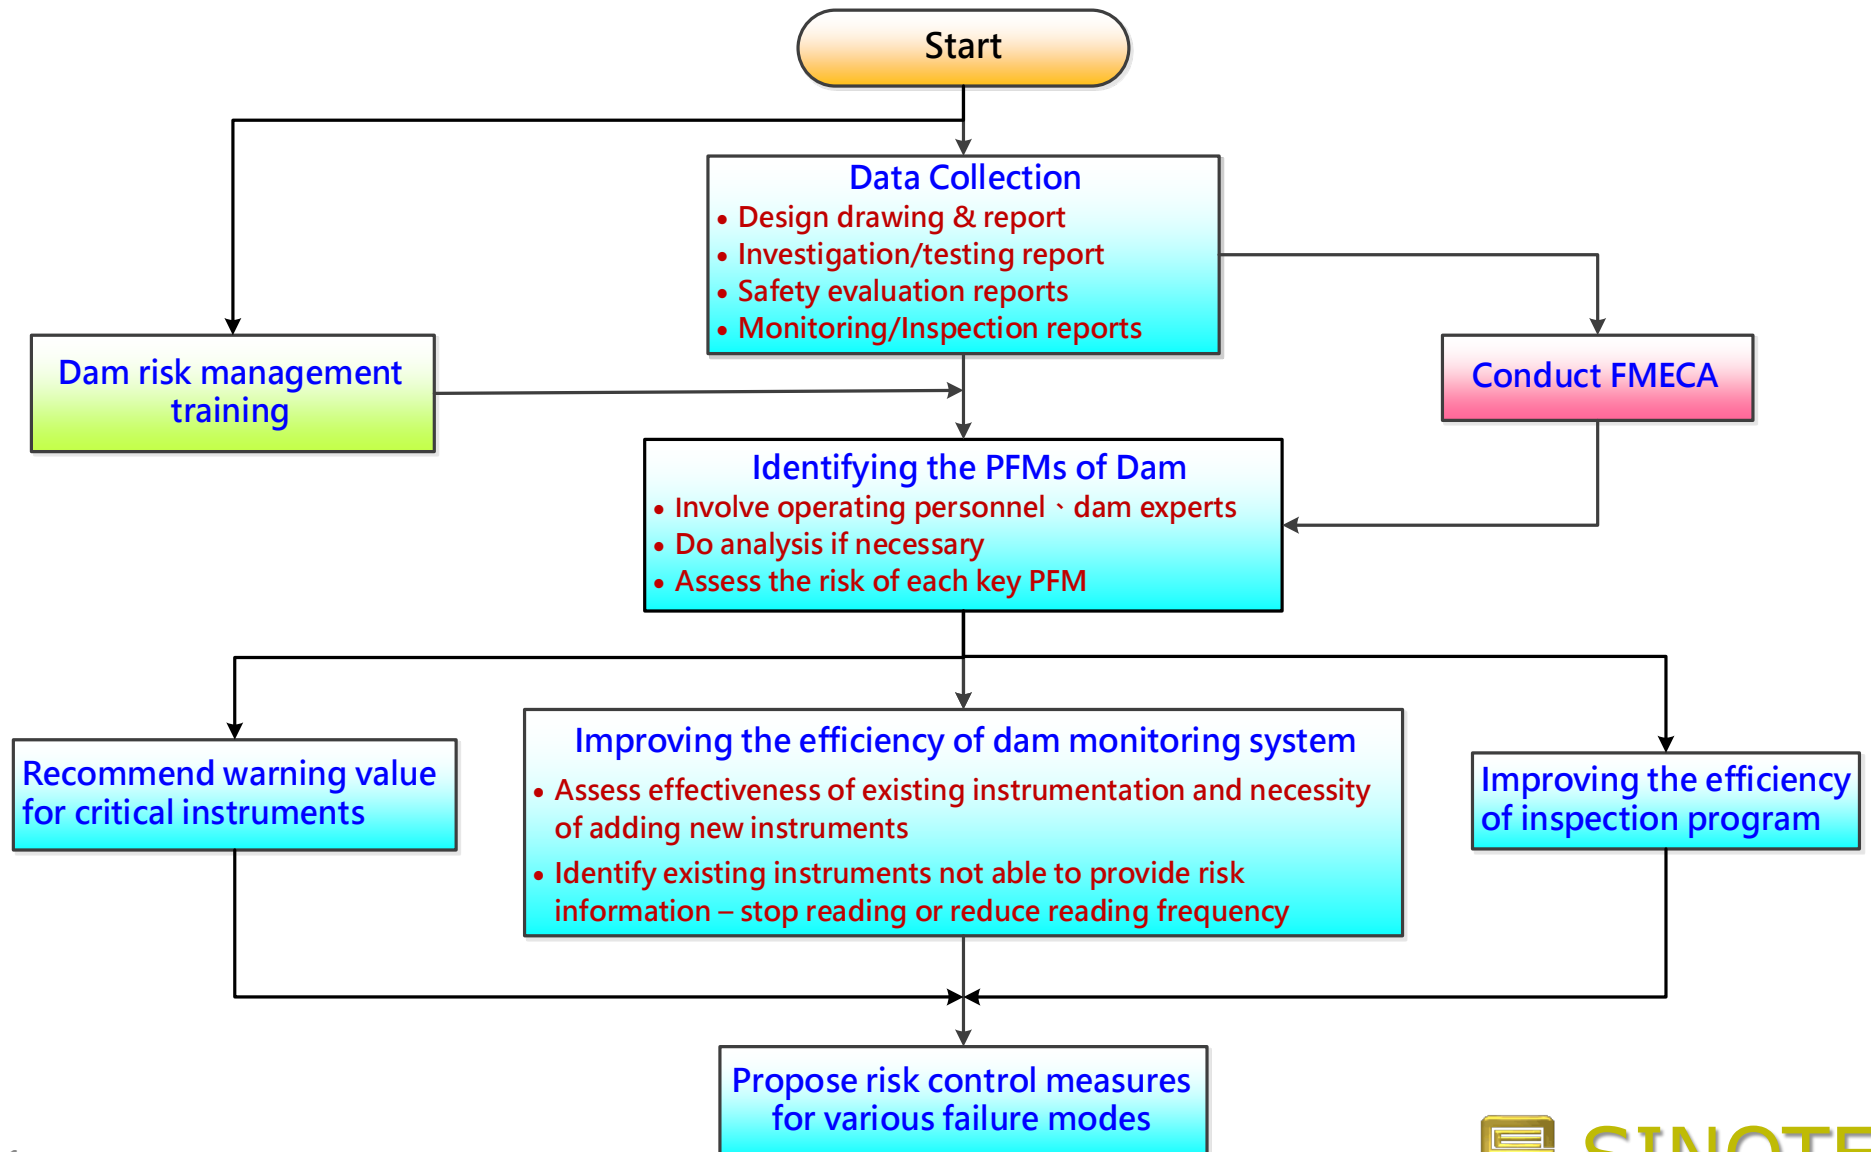 Start
Data Collection
• Design drawing & report
• Investigation/testing report
• Safety evaluation reports
• Monitoring/Inspection reports
Dam risk management
training
Conduct FMECA
Identifying the PFMs of Dam
• Involve operating personnel、dam experts
• Do analysis if necessary
• Assess the risk of each key PFM
Recommend warning value
for critical instruments
Improving the efficiency of dam monitoring system
• Assess effectiveness of existing instrumentation and necessity
of adding new instruments
• Identify existing instruments not able to provide risk
information – stop reading or reduce reading frequency
Improving the efficiency
of inspection program
Propose risk control measures
for various failure modes